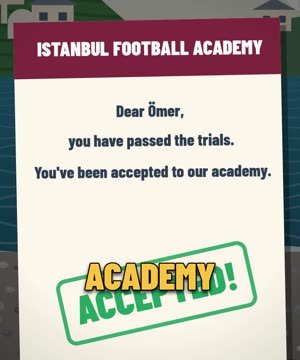 ISTANBUL FOOTBALL ACADEMY
Dear Ömer,
you have passed the trials.
You've been accepted to our academy.
ACADEMY
ACCEPTED!